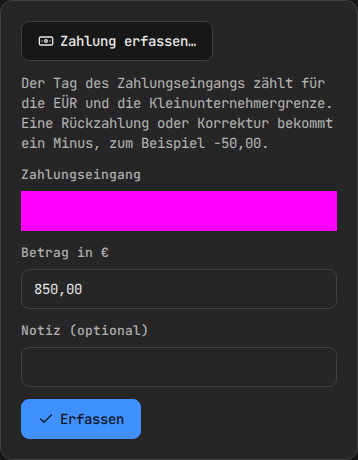 Zahlung erfassen…
Der Tag des Zahlungseingangs zählt für
die EÜR und die Kleinunternehmergrenze.
Eine Rückzahlung oder Korrektur bekommt
ein Minus, zum Beispiel -50,00.
Zahlungseingang
Betrag in €
850,00
Notiz (optional)
Erfassen